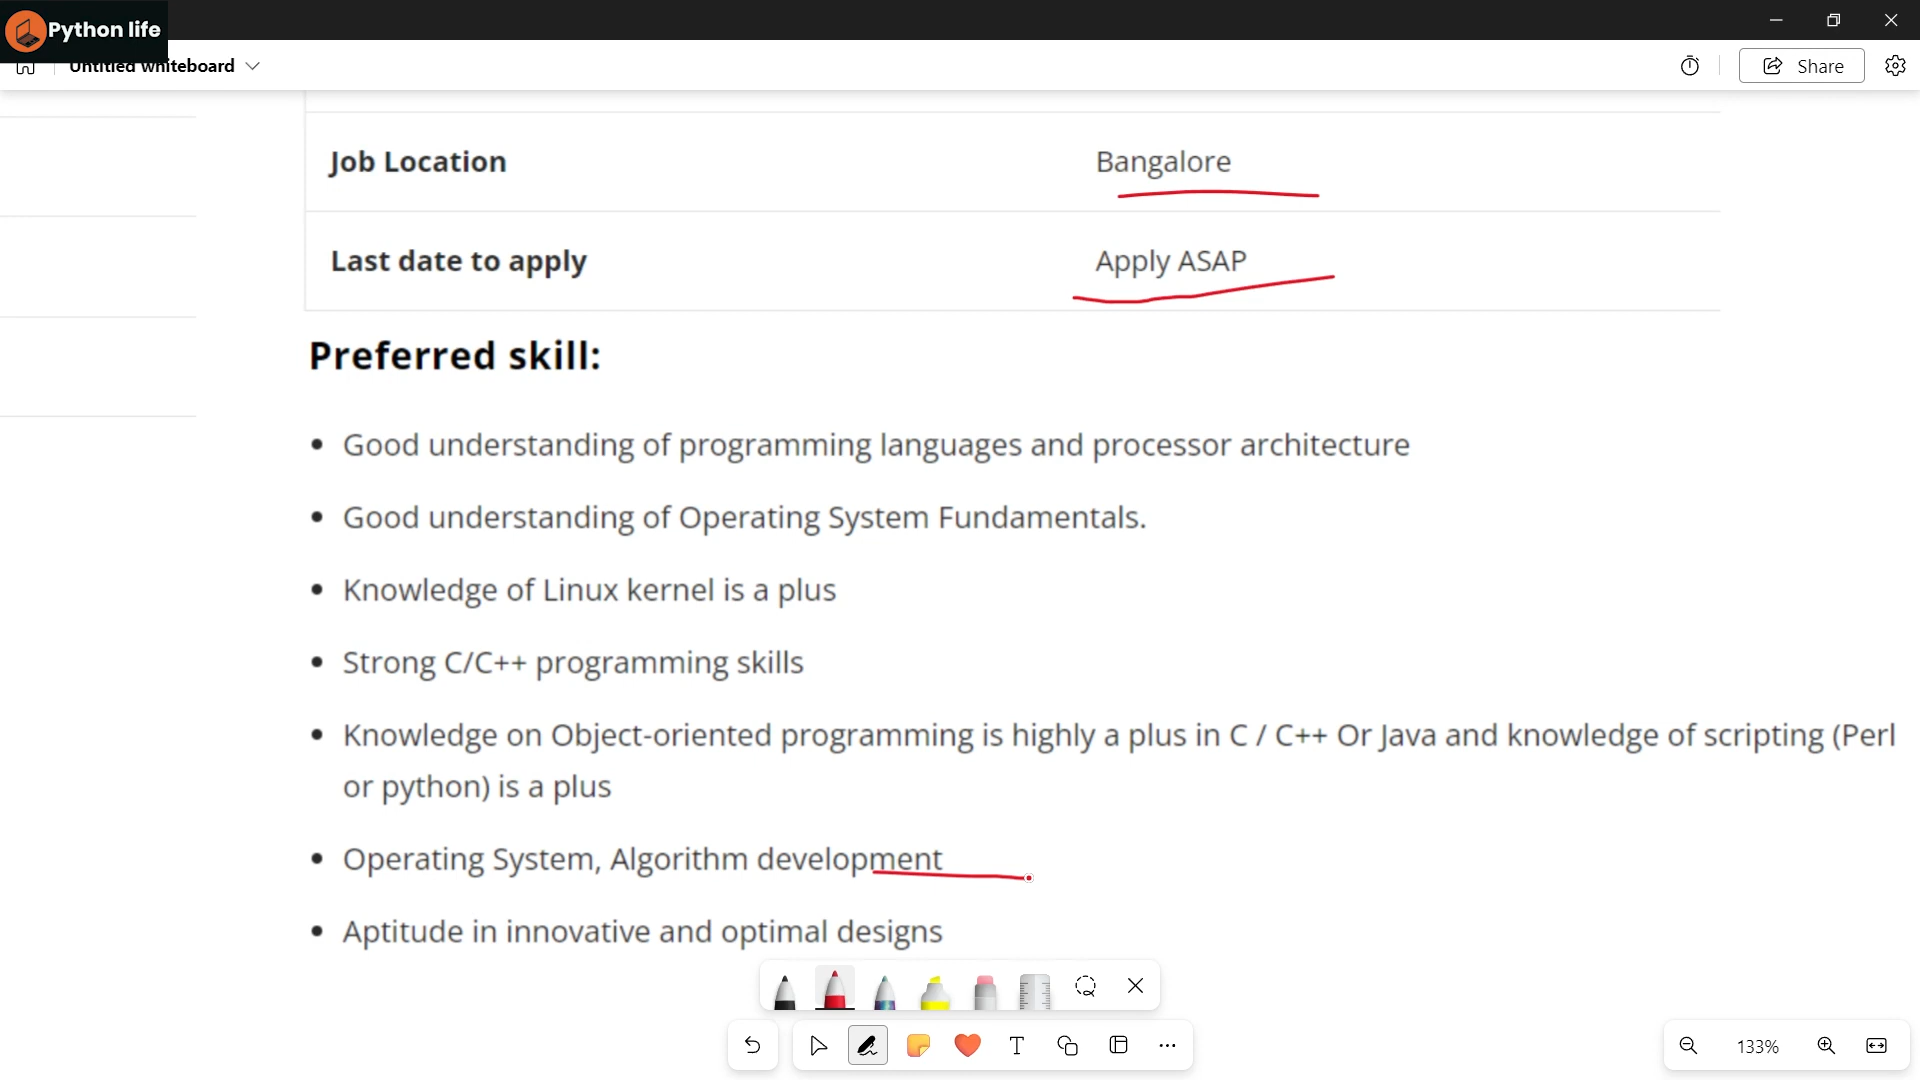 Python life
Untitled whiteboard
Share
Job Location Bangalore
Last date to apply Apply ASAP
Preferred skill:
• Good understanding of programming languages and processor architecture
• Good understanding of Operating System Fundamentals.
• Knowledge of Linux kernel is a plus
• Strong C/C++ programming skills
• Knowledge on Object-oriented programming is highly a plus in C / C++ Or Java and knowledge of scripting (Perl
or python) is a plus
• Operating System, Algorithm development
• Aptitude in innovative and optimal designs
133%